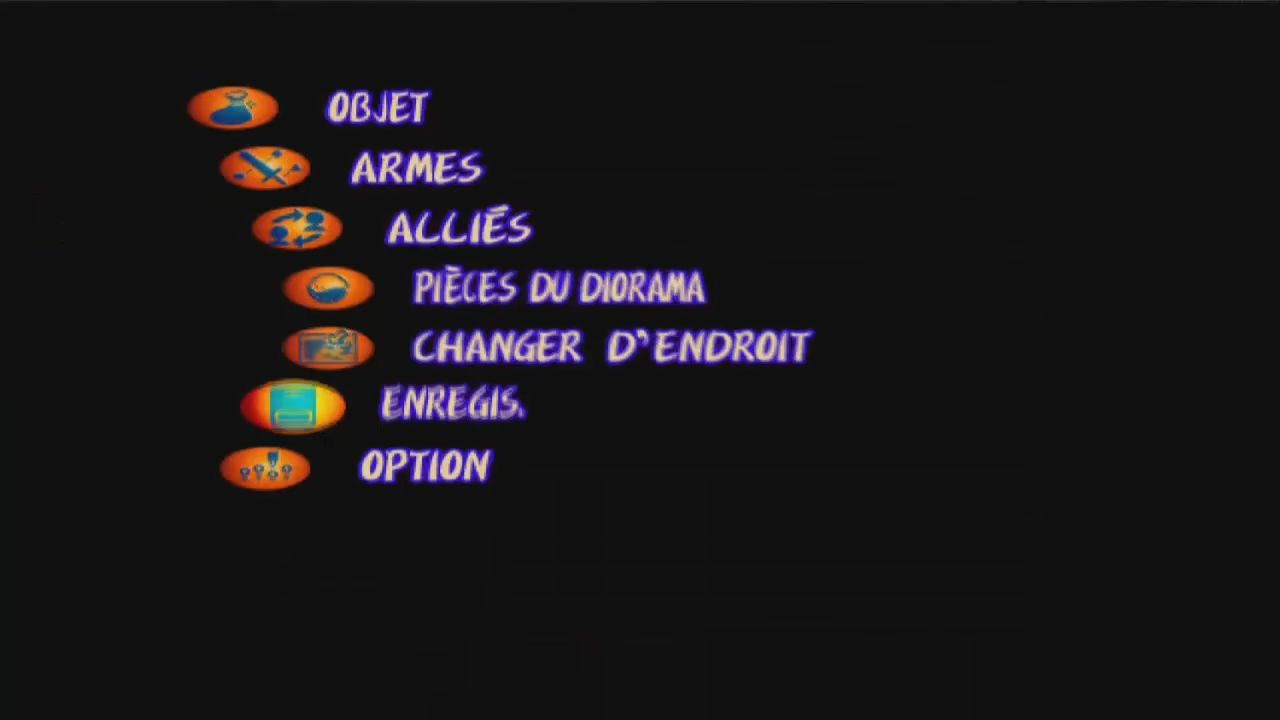 OBJET
ARMES
ALLIÉS
PIÈCES DU DIORAMA
CHANGER D'ENDROIT
ENREGIS.
OPTION